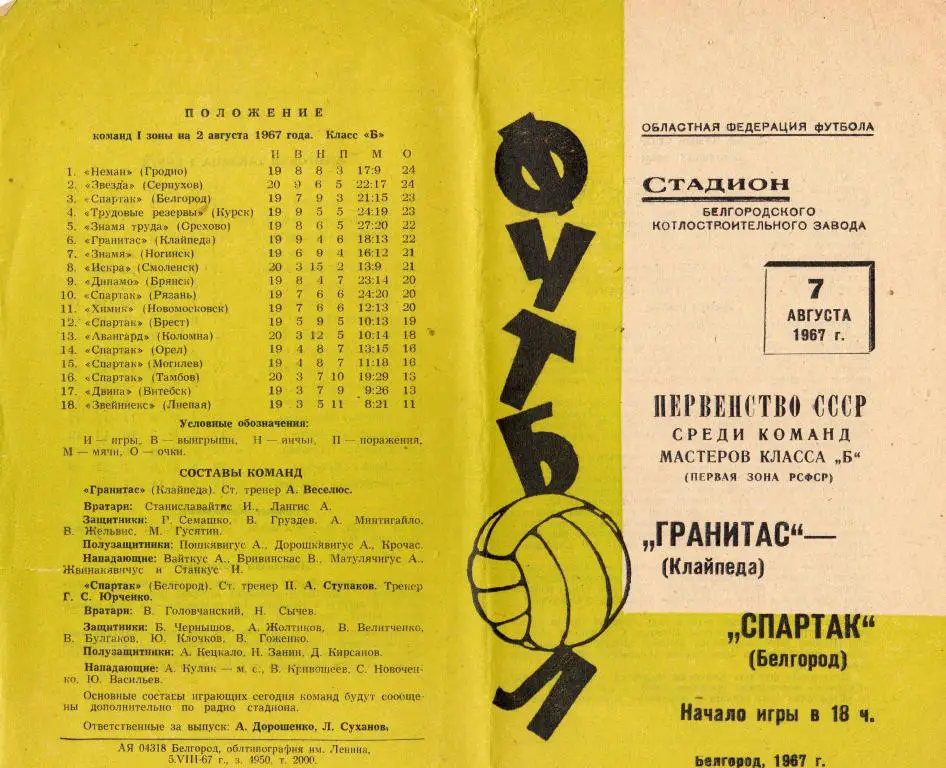 ПОЛОЖЕНИЕ
команд I зоны на 2 августа 1967 года. Класс «Б»
И В Н П М О
1. «Неман» (Гродно) 19 8 8 3 17:9 24
2. «Звезда» (Серпухов) 20 9 6 5 22:17 24
3. «Спартак» (Белгород) 19 7 9 3 21:15 23
4. «Трудовые резервы» (Курск) 19 9 5 5 24:19 23
5. «Знамя труда» (Орехово) 19 8 6 5 27:20 22
6. «Гранитас» (Клайпеда) 19 9 4 6 18:13 22
7. «Знамя» (Ногинск) 19 6 9 4 16:12 21
8. «Искра» (Смоленск) 20 3 15 2 13:9 21
9. «Динамо» (Брянск) 19 8 4 7 23:14 20
10. «Спартак» (Рязань) 19 7 6 6 24:20 20
11. «Химик» (Новомосковск) 19 7 6 6 12:13 20
12. «Спартак» (Брест) 19 5 9 5 10:13 19
13. «Авангард» (Коломна) 20 3 12 5 10:14 18
14. «Спартак» (Орел) 19 4 8 7 13:15 16
15. «Спартак» (Могилев) 19 4 8 7 11:18 16
16. «Спартак» (Тамбов) 20 3 7 10 19:29 13
17. «Двина» (Витебск) 19 3 7 9 9:26 13
18. «Звейниекс» (Лиепая) 19 3 5 11 8:21 11
Условные обозначения:
И — игры, В — выигрыши, Н — ничьи, П — поражения,
М — мячи, О — очки.
СОСТАВЫ КОМАНД
«Гранитас» (Клайпеда). Ст. тренер А. Веселюс.
Вратари: Станиславайтис И., Лангис А.
Защитники: Р. Семашко, В. Груздев, А. Минтигайло,
В. Жельвис, М. Гусятин.
Полузащитники: Пошкявигус А., Дорошкявигус А., Крочас.
Нападающие: Вайткус А., Бривинскас В., Матулячигус А.,
Жвинакявичус и Станкус И.
«Спартак» (Белгород). Ст. тренер П. А. Ступаков. Тренер
Г. С. Юрченко.
Вратари: В. Головчанский, Н. Сычев.
Защитники: Б. Чернышов, А. Жолтиков, В. Велитченко,
В. Булгаков, Ю. Клочков, В. Гоженко.
Полузащитники: А. Кецкало, Н. Занин, Д. Кирсанов.
Нападающие: А. Кулик — м. с., В. Кривошеев, С. Новочен-
ко, Ю. Васильев.
Основные составы играющих сегодня команд будут сообще-
ны дополнительно по радио стадиона.
Ответственные за выпуск: А. Дорошенко, Л. Суханов.
АЯ 04318 Белгород, облтипография им. Ленина,
5.VIII-67 г., з. 4950, т. 2000.
ФУТБОЛ
ОБЛАСТНАЯ ФЕДЕРАЦИЯ ФУТБОЛА
СТАДИОН
БЕЛГОРОДСКОГО
КОТЛОСТРОИТЕЛЬНОГО ЗАВОДА
7
АВГУСТА
1967 г.
ПЕРВЕНСТВО СССР
СРЕДИ КОМАНД
МАСТЕРОВ КЛАССА „Б“
(ПЕРВАЯ ЗОНА РСФСР)
„ГРАНИТАС“—
(Клайпеда)
„СПАРТАК“
(Белгород)
Начало игры в 18 ч.
Белгород, 1967 г.